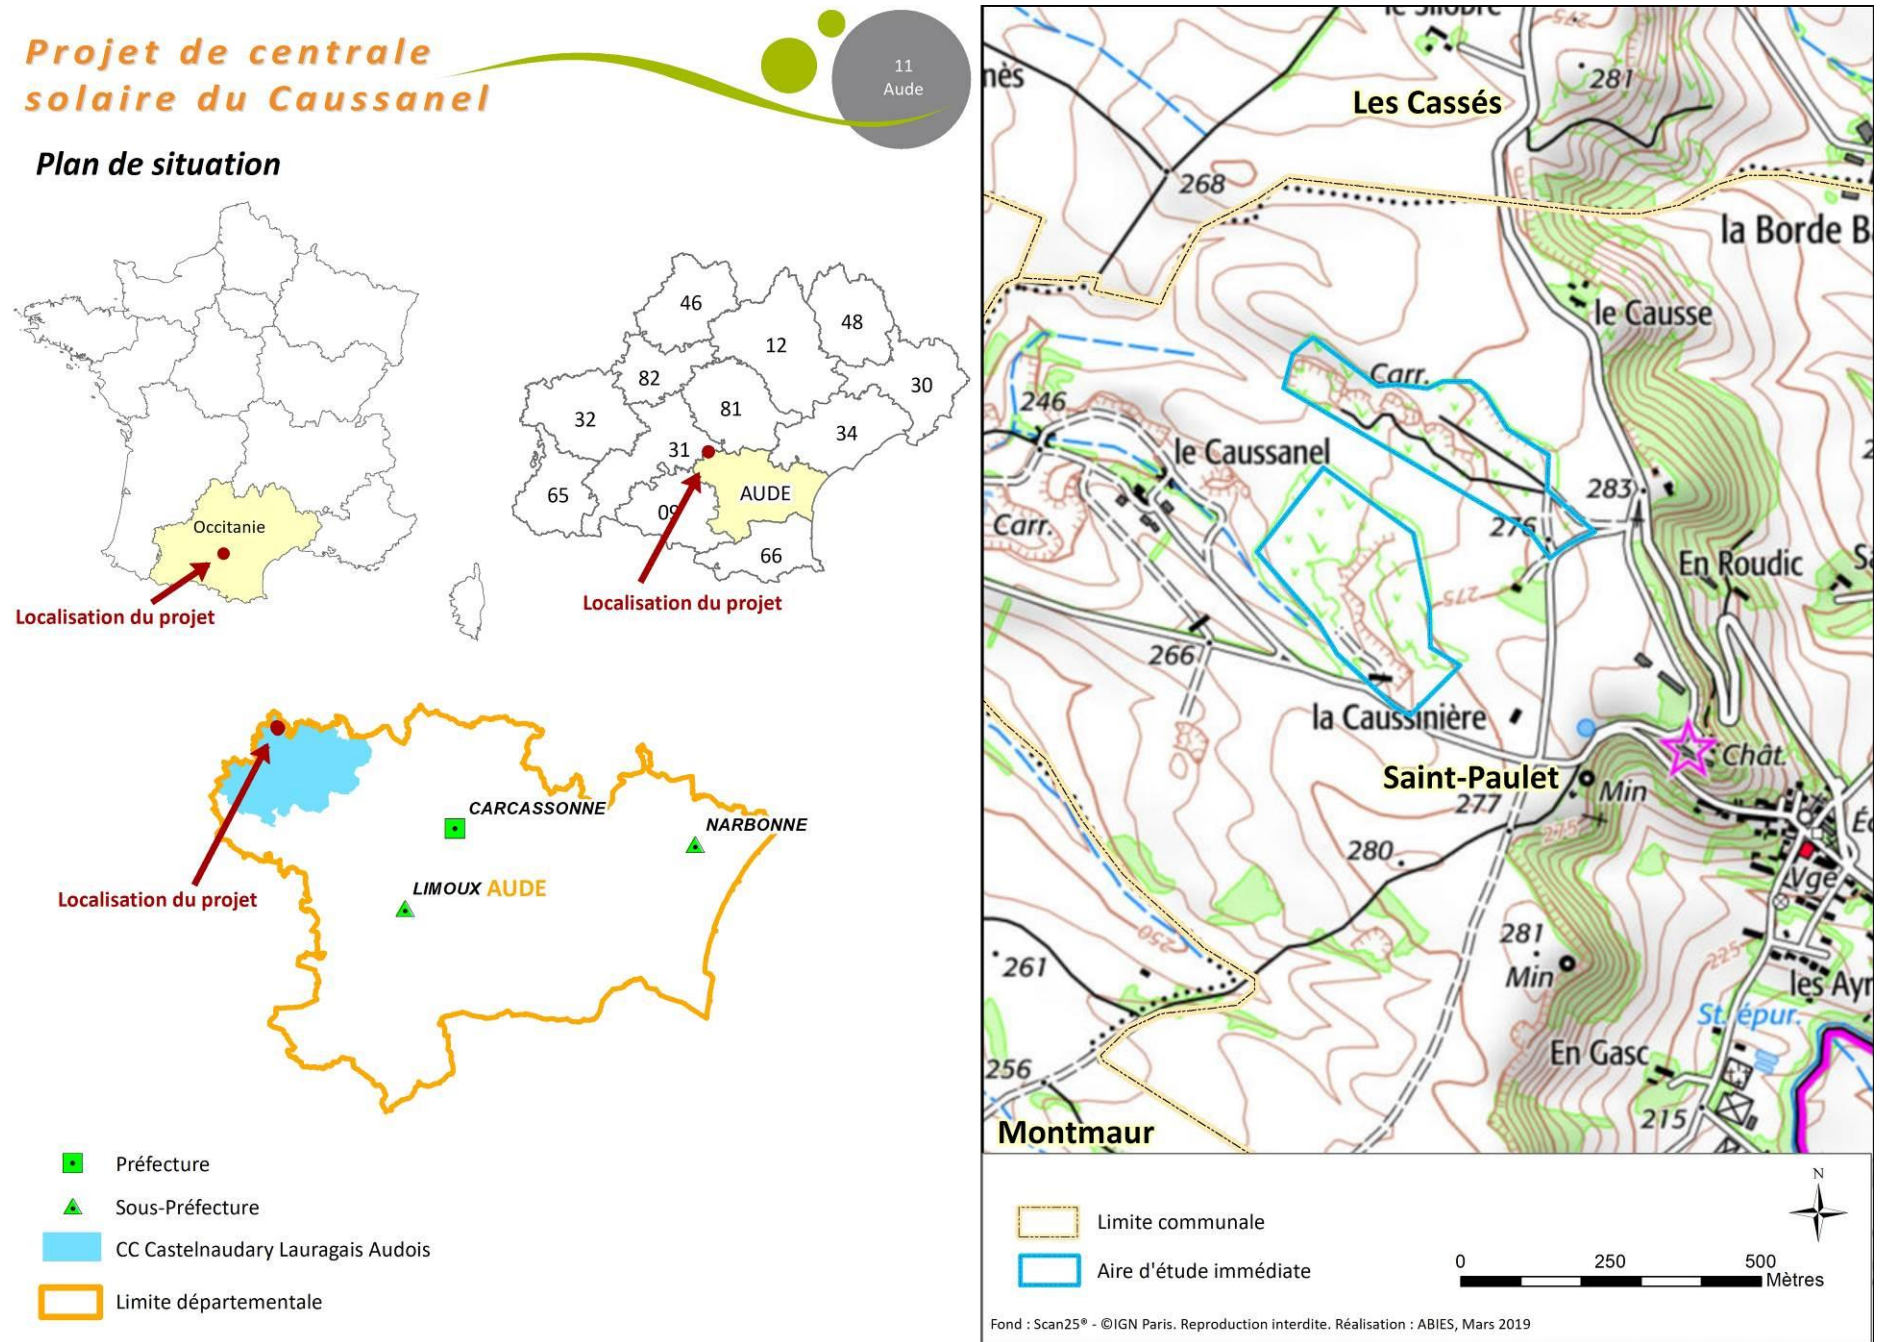 Projet de centrale
solaire du Caussanel
11
Aude
Plan de situation
Occitanie
Localisation du projet
46
48
12
82
30
32
81
34
31
65
AUDE
09
66
Localisation du projet
CARCASSONNE
NARBONNE
LIMOUX
AUDE
Localisation du projet
Préfecture
Sous-Préfecture
CC Castelnaudary Lauragais Audois
Limite départementale
281
Les Cassés
268
la Borde B
le Causse
Carr.
246
le Caussanel
283
Carr.
276
En Roudic
275
266
la Caussinière
Chât.
Saint-Paulet
Min
277
275
280
Vge
281
250
261
Min
225
les Ayr
St. épur.
En Gasc
256
215
Montmaur
N
Limite communale
Aire d'étude immédiate
0 250 500
Mètres
Fond : Scan25® - ©IGN Paris. Reproduction interdite. Réalisation : ABIES, Mars 2019